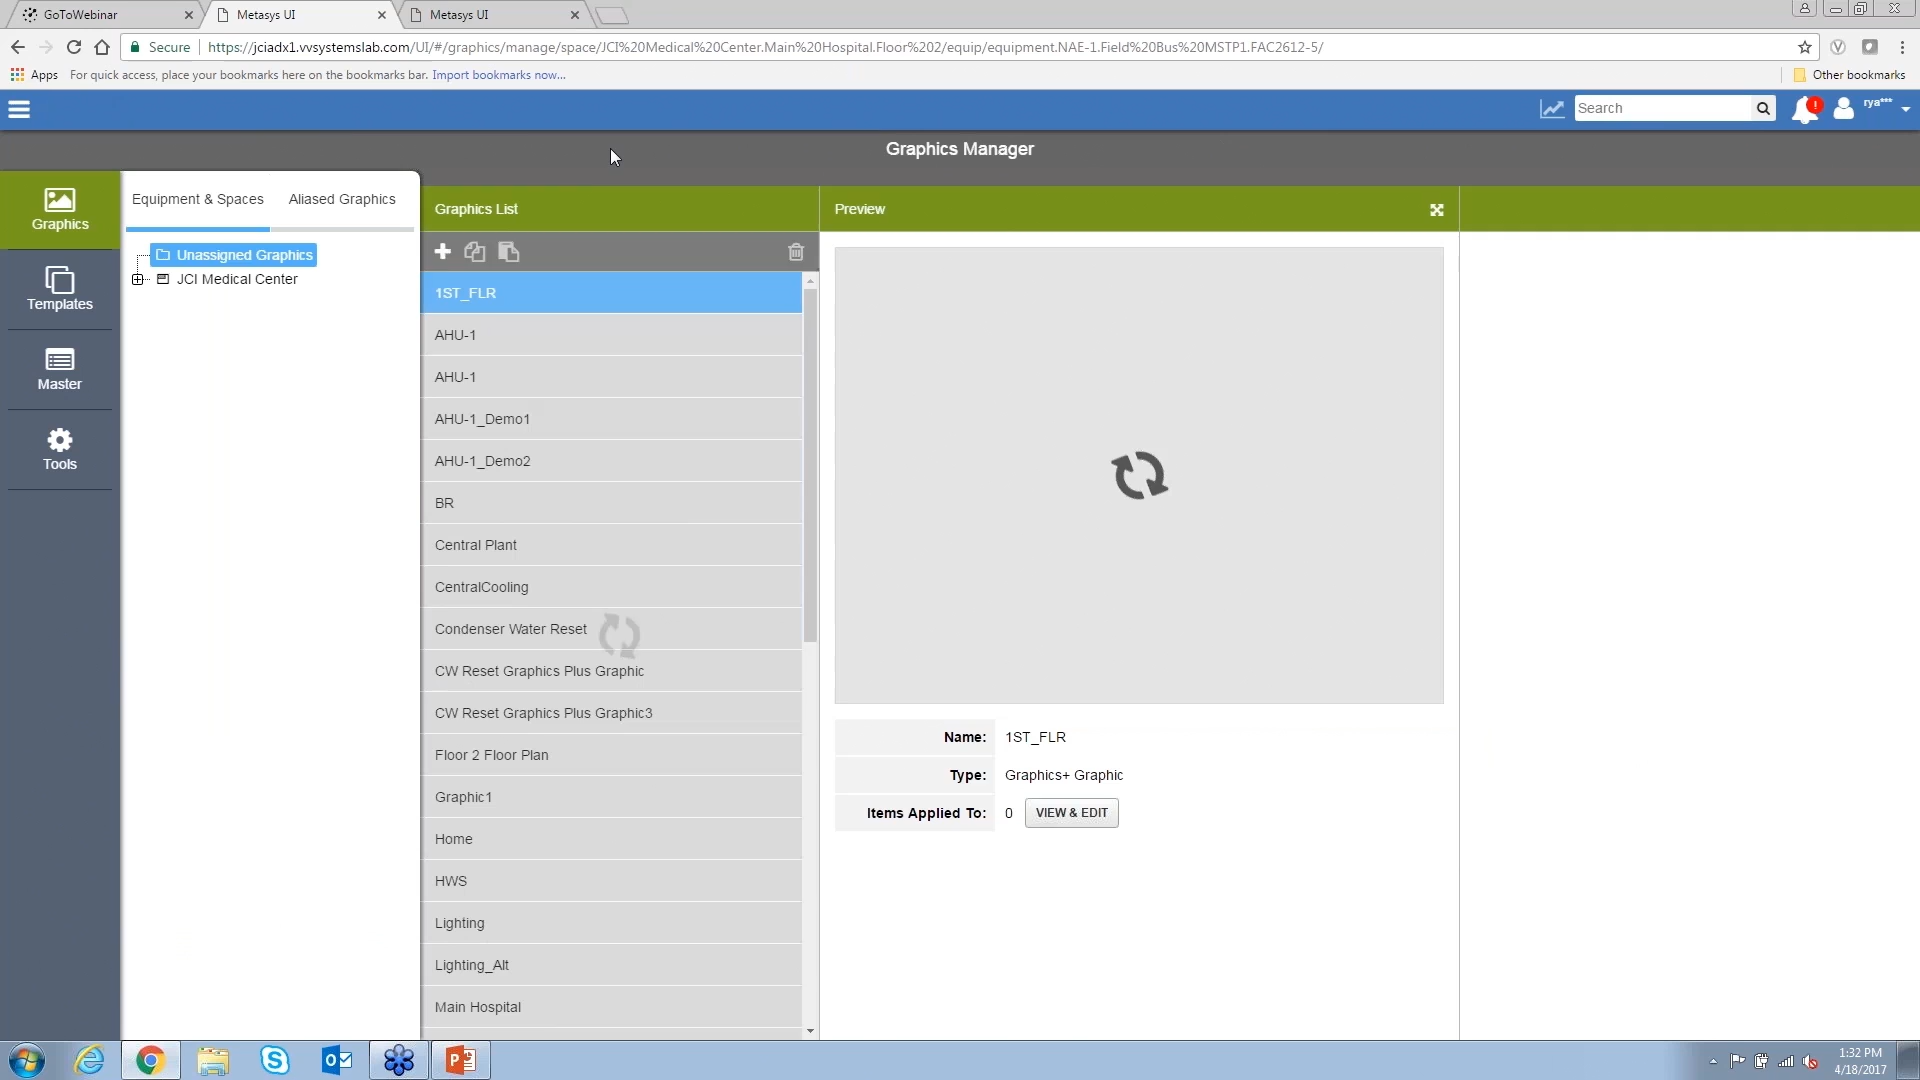 GoToWebinar
Metasys UI
Metasys UI
Secure
https://jciadx1.vvsystemslab.com/UI/#/graphics/manage/space/JCI%20Medical%20Center.Main%20Hospital.Floor%202/equip/equipment.NAE-1.Field%20Bus%20MSTP1.FAC2612-5/
Apps
For quick access, place your bookmarks here on the bookmarks bar. Import bookmarks now...
Other bookmarks
Search
!
rya***
Graphics Manager
Graphics
Templates
Master
Tools
Equipment & Spaces
Aliased Graphics
Unassigned Graphics
JCI Medical Center
Graphics List
1ST_FLR
AHU-1
AHU-1
AHU-1_Demo1
AHU-1_Demo2
BR
Central Plant
CentralCooling
Condenser Water Reset
CW Reset Graphics Plus Graphic
CW Reset Graphics Plus Graphic3
Floor 2 Floor Plan
Graphic1
Home
HWS
Lighting
Lighting_Alt
Main Hospital
Preview
Name: 1ST_FLR
Type: Graphics+ Graphic
Items Applied To: 0 VIEW & EDIT
1:32 PM
4/18/2017